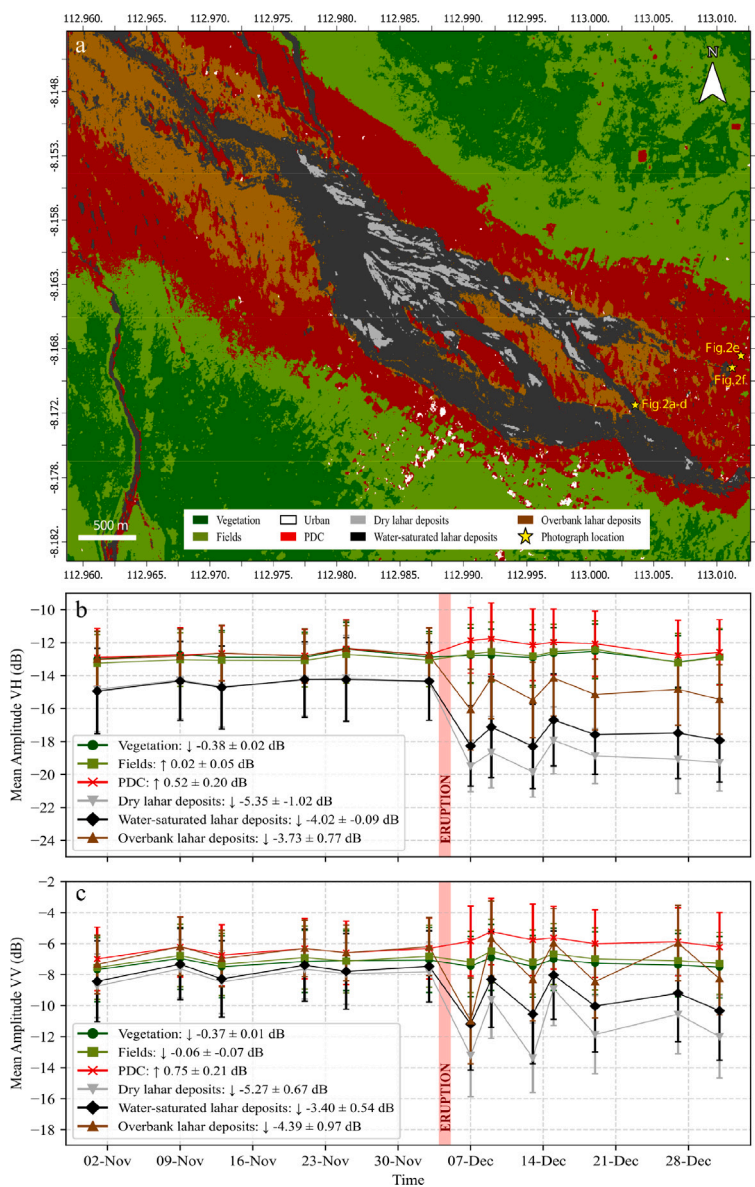 112.960 112.965 112.970 112.975 112.980 112.985 112.990 112.995 113.000 113.005 113.010
a
N
-8.148.
-8.153.
-8.158.
-8.163.
-8.168.
-8.172.
-8.178.
-8.182.
Fig.2e
Fig.2f
Fig.2a-d
500 m
Vegetation Urban Dry lahar deposits Overbank lahar deposits
Fields PDC Water-saturated lahar deposits Photograph location
112.960 112.965 112.970 112.975 112.980 112.985 112.990 112.995 113.000 113.005 113.010
b
Mean Amplitude VH (dB)
−10
−12
−14
−16
−18
−20
−22
−24
Vegetation: ↓ -0.38 ± 0.02 dB
Fields: ↑ 0.02 ± 0.05 dB
PDC: ↑ 0.52 ± 0.20 dB
Dry lahar deposits: ↓ -5.35 ± -1.02 dB
Water-saturated lahar deposits: ↓ -4.02 ± -0.09 dB
Overbank lahar deposits: ↓ -3.73 ± 0.77 dB
ERUPTION
c
Mean Amplitude VV (dB)
−2
−4
−6
−8
−10
−12
−14
−16
−18
Vegetation: ↓ -0.37 ± 0.01 dB
Fields: ↓ -0.06 ± -0.07 dB
PDC: ↑ 0.75 ± 0.21 dB
Dry lahar deposits: ↓ -5.27 ± 0.67 dB
Water-saturated lahar deposits: ↓ -3.40 ± 0.54 dB
Overbank lahar deposits: ↓ -4.39 ± 0.97 dB
ERUPTION
02-Nov 09-Nov 16-Nov 23-Nov 30-Nov 07-Dec 14-Dec 21-Dec 28-Dec
Time